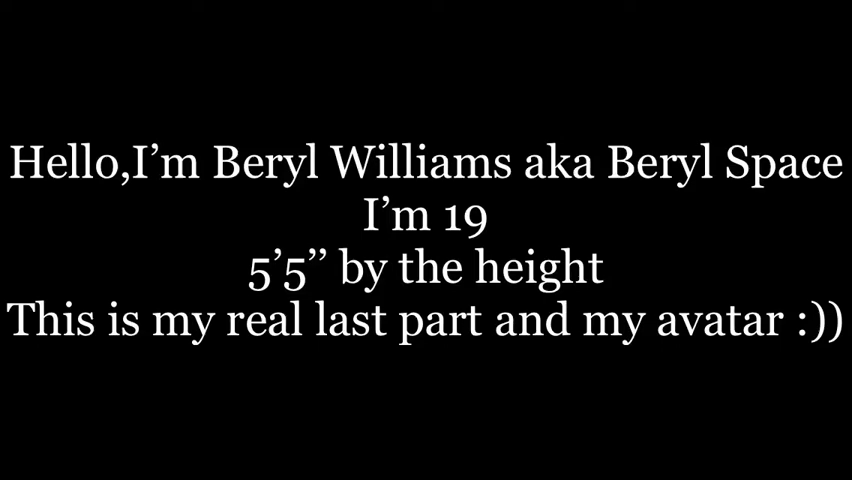 Hello,I’m Beryl Williams aka Beryl Space
I’m 19
5’5’’ by the height
This is my real last part and my avatar :))